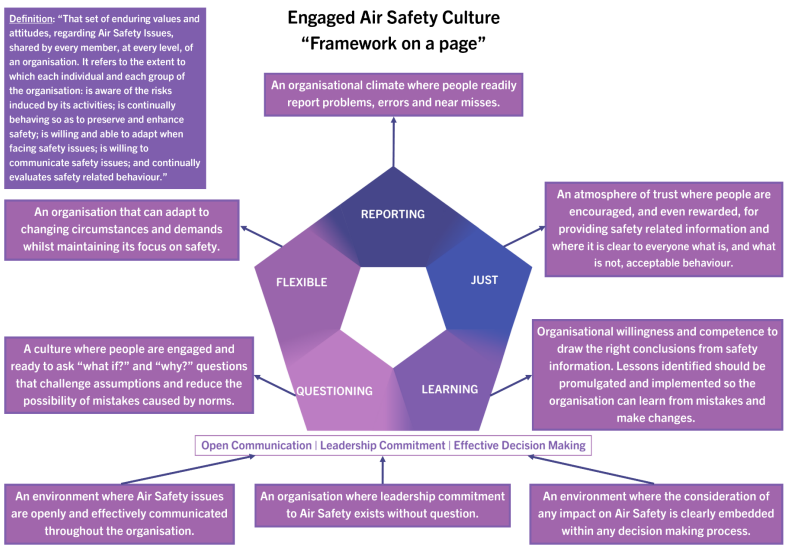 Engaged Air Safety Culture
“Framework on a page”
Definition: “That set of enduring values and
attitudes, regarding Air Safety Issues,
shared by every member, at every level, of
an organisation. It refers to the extent to
which each individual and each group of
the organisation: is aware of the risks
induced by its activities; is continually
behaving so as to preserve and enhance
safety; is willing and able to adapt when
facing safety issues; is willing to
communicate safety issues; and continually
evaluates safety related behaviour.”
An organisational climate where people readily
report problems, errors and near misses.
An organisation that can adapt to
changing circumstances and demands
whilst maintaining its focus on safety.
REPORTING
An atmosphere of trust where people are
encouraged, and even rewarded, for
providing safety related information and
where it is clear to everyone what is, and what
is not, acceptable behaviour.
FLEXIBLE
JUST
A culture where people are engaged and
ready to ask “what if?” and “why?” questions
that challenge assumptions and reduce the
possibility of mistakes caused by norms.
QUESTIONING
LEARNING
Organisational willingness and competence to
draw the right conclusions from safety
information. Lessons identified should be
promulgated and implemented so the
organisation can learn from mistakes and
make changes.
Open Communication | Leadership Commitment | Effective Decision Making
An environment where Air Safety issues
are openly and effectively communicated
throughout the organisation.
An organisation where leadership commitment
to Air Safety exists without question.
An environment where the consideration of
any impact on Air Safety is clearly embedded
within any decision making process.